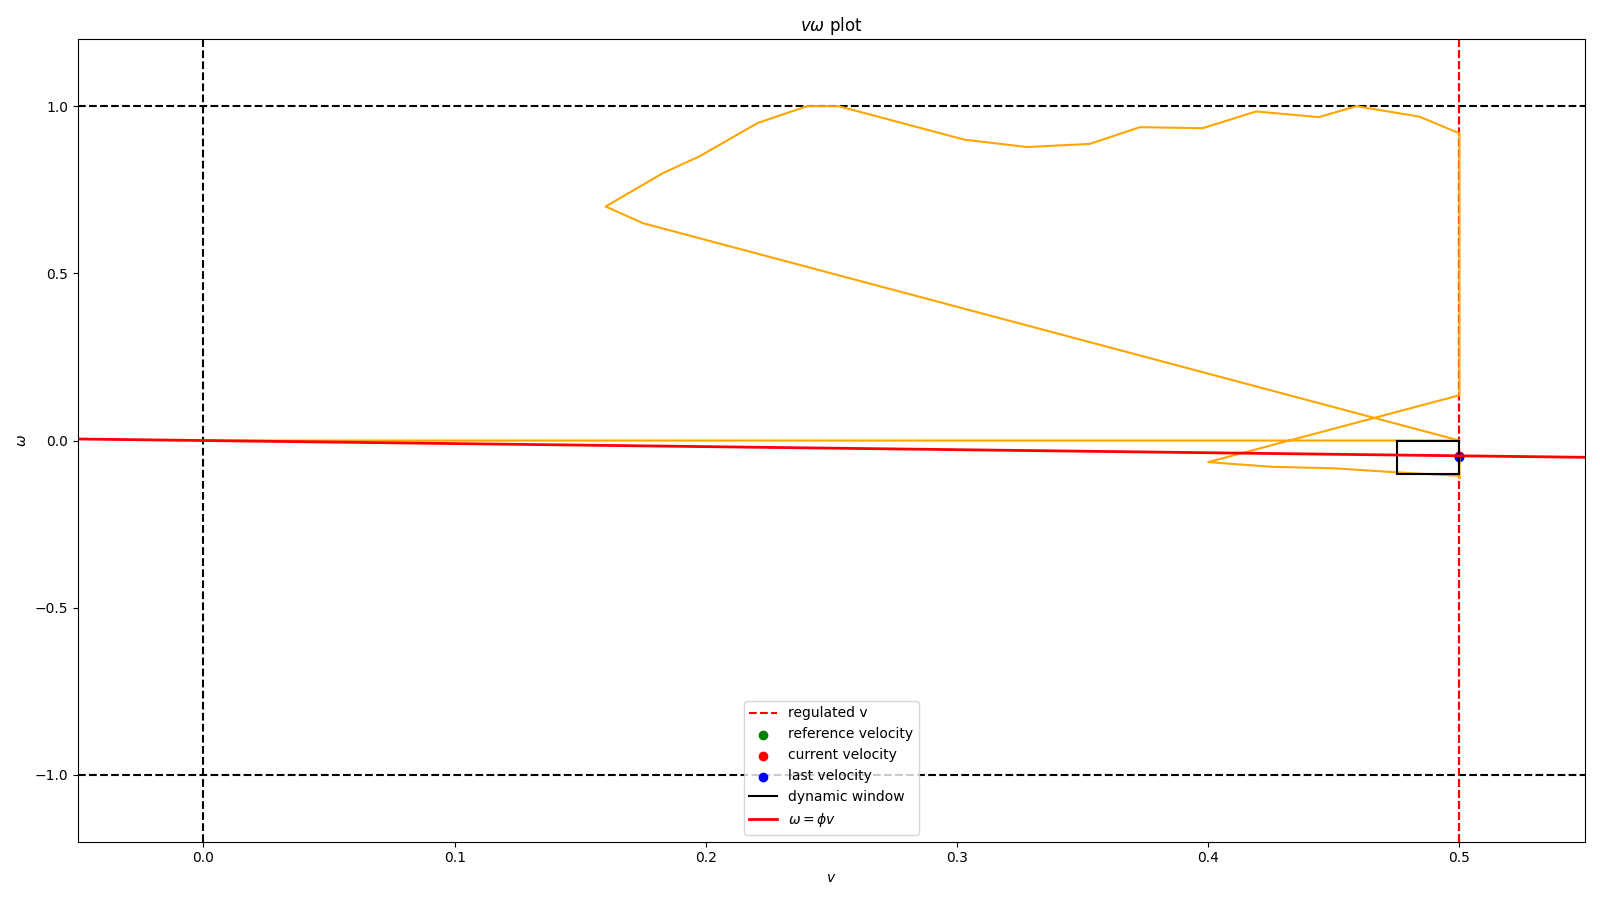 vω plot
1.0
0.5
0.0
−0.5
−1.0
ω
regulated v
reference velocity
current velocity
last velocity
dynamic window
ω = ϕv
0.0 0.1 0.2 0.3 0.4 0.5
v